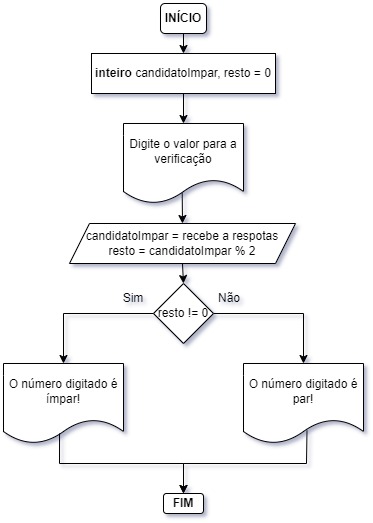 INÍCIO
inteiro candidatoImpar, resto = 0
Digite o valor para a
verificação
candidatoImpar = recebe a respotas
resto = candidatoImpar % 2
Sim
Não
resto != 0
O número digitado é
ímpar!
O número digitado é
par!
FIM